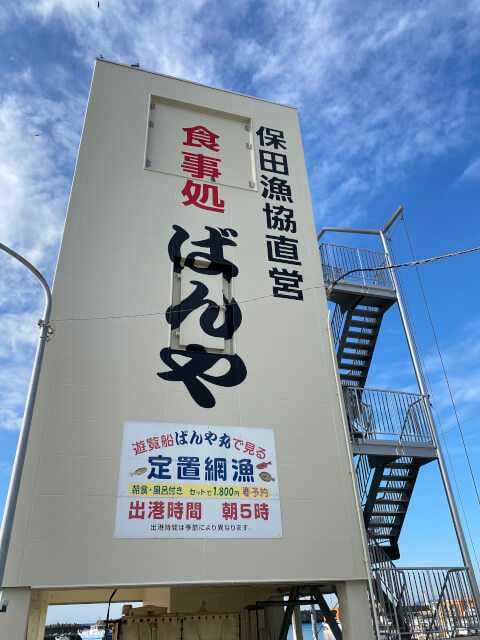 保田漁協直営
食事処
ばんや
遊覧船ばんや丸で見る
定置網漁
朝食・風呂付き セットで1,800円 要予約
出港時間 朝5時
出港時間は季節により異なります。